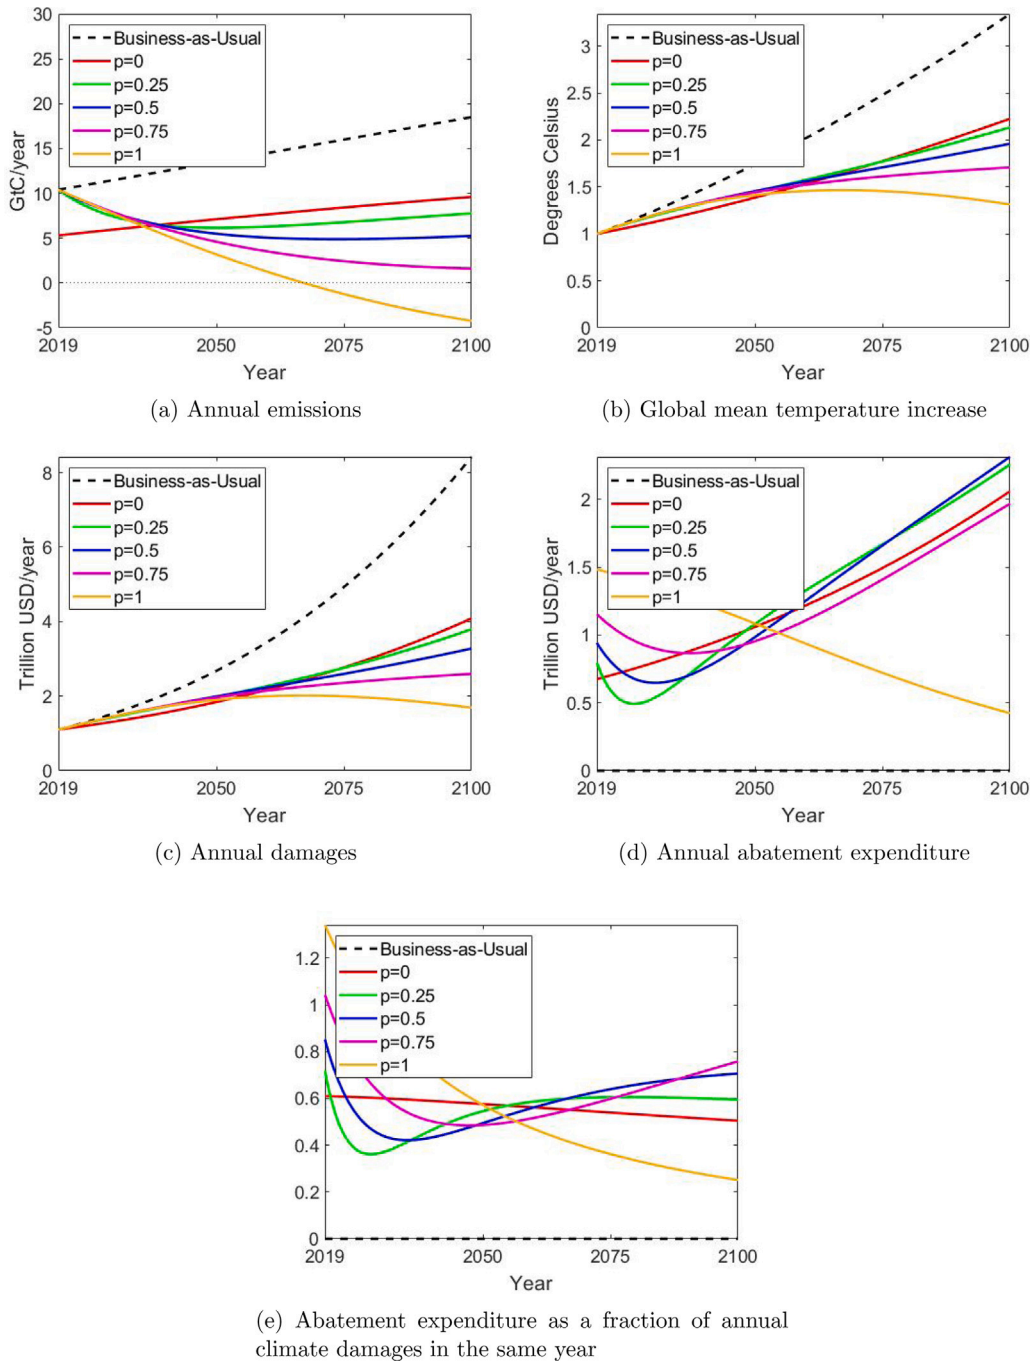 30
25
20
15
10
5
0
-5
GtC/year
Business-as-Usual
p=0
p=0.25
p=0.5
p=0.75
p=1
2019
2050
2075
2100
Year
(a) Annual emissions
3.5
3
2.5
2
1.5
1
0.5
0
Degrees Celsius
Business-as-Usual
p=0
p=0.25
p=0.5
p=0.75
p=1
2019
2050
2075
2100
Year
(b) Global mean temperature increase
8
6
4
2
0
Trillion USD/year
Business-as-Usual
p=0
p=0.25
p=0.5
p=0.75
p=1
2019
2050
2075
2100
Year
(c) Annual damages
2
1.5
1
0.5
0
Trillion USD/year
Business-as-Usual
p=0
p=0.25
p=0.5
p=0.75
p=1
2019
2050
2075
2100
Year
(d) Annual abatement expenditure
1.2
1
0.8
0.6
0.4
0.2
0
Business-as-Usual
p=0
p=0.25
p=0.5
p=0.75
p=1
2019
2050
2075
2100
Year
(e) Abatement expenditure as a fraction of annual
climate damages in the same year